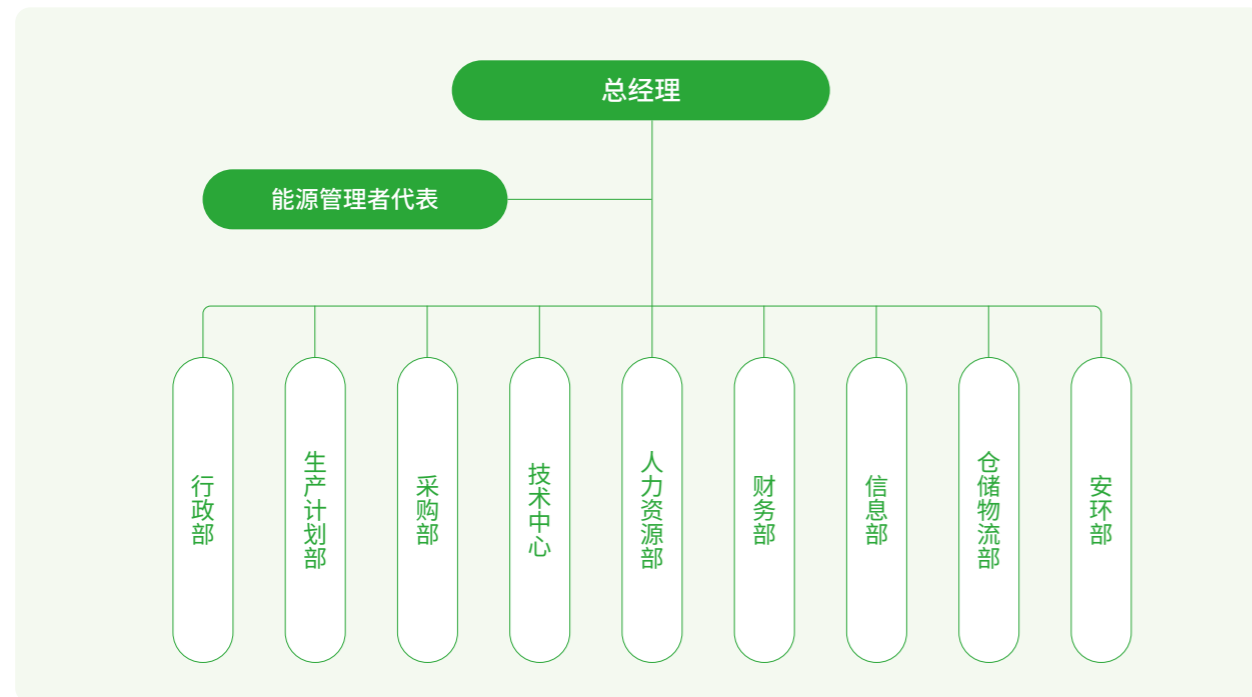 总经理
能源管理者代表
行政部
生产计划部
采购部
技术中心
人力资源部
财务部
信息部
仓储物流部
安环部